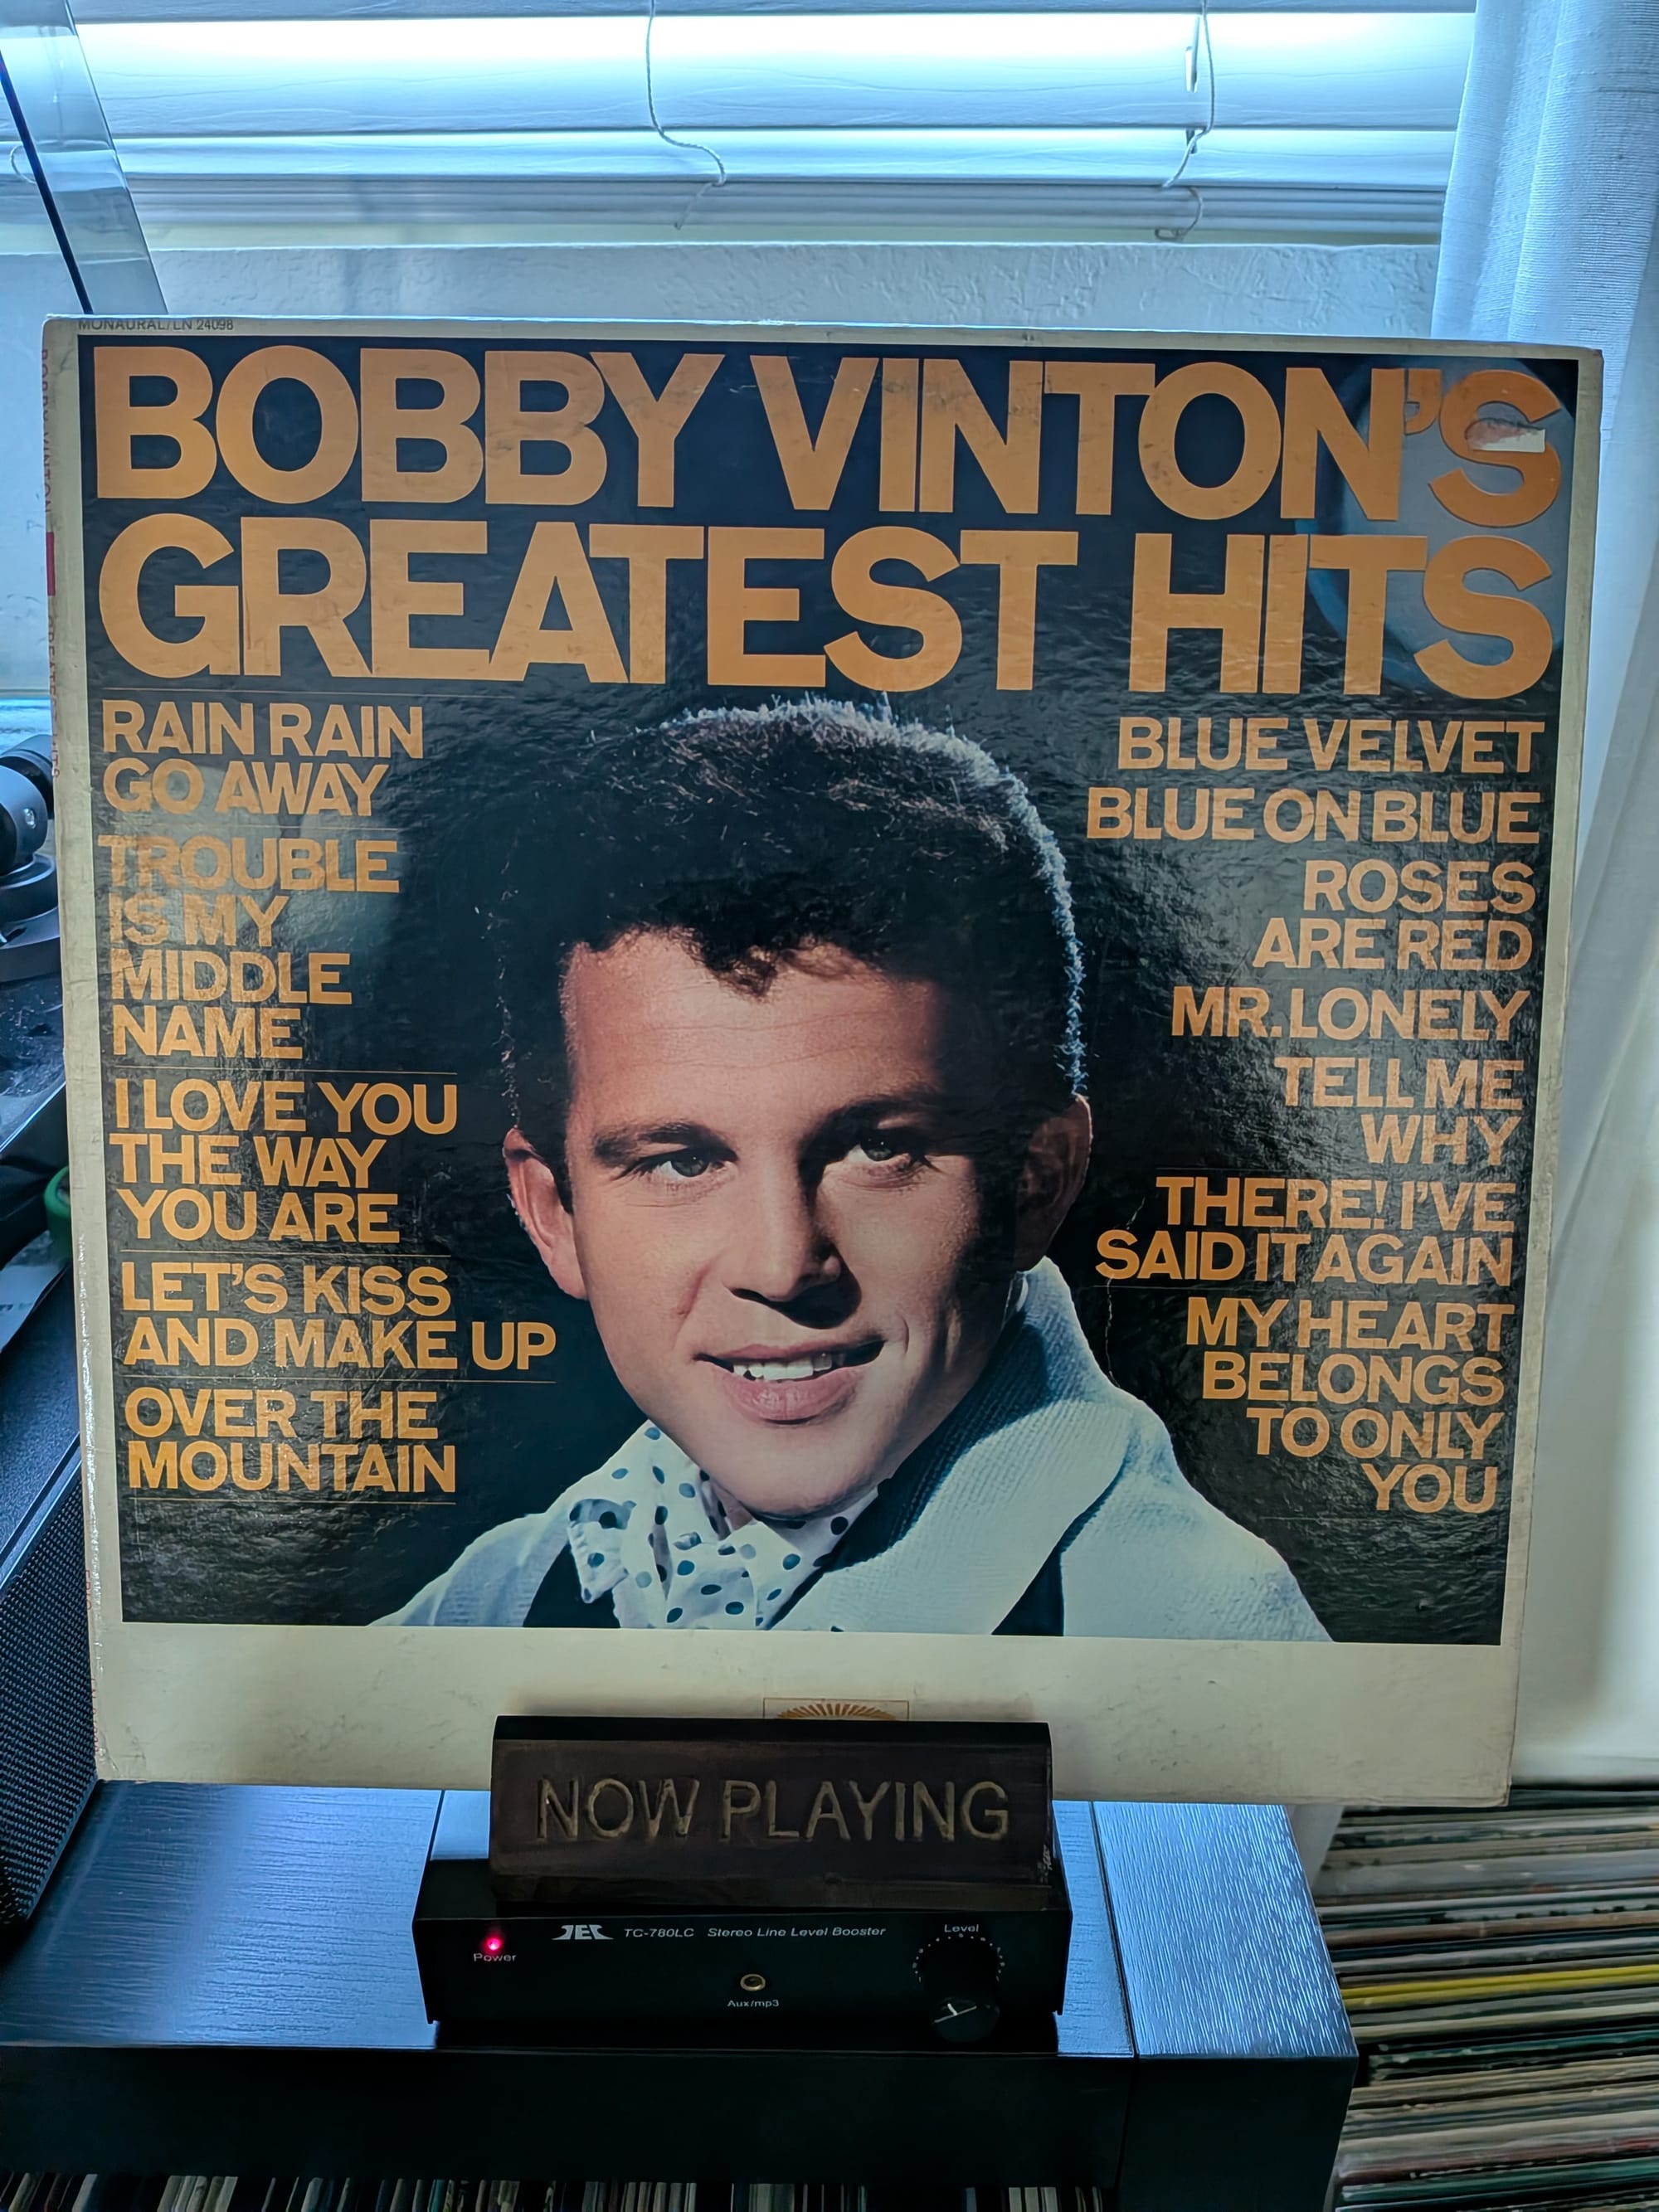 MONAURAL/LN 24098
BOBBY VINTON'S
GREATEST HITS
RAIN RAIN
GO AWAY
TROUBLE
IS MY
MIDDLE
NAME
I LOVE YOU
THE WAY
YOU ARE
LET'S KISS
AND MAKE UP
OVER THE
MOUNTAIN
BLUE VELVET
BLUE ON BLUE
ROSES
ARE RED
MR. LONELY
TELL ME
WHY
THERE! I'VE
SAID IT AGAIN
MY HEART
BELONGS
TO ONLY
YOU
NOW PLAYING
Power
TEC TC-780LC Stereo Line Level Booster
Level
Aux/mp3